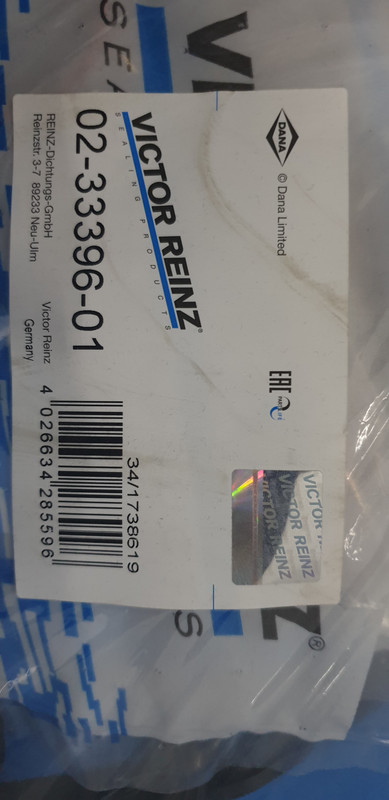 DANA
© Dana Limited
EAC
VICTOR REINZ®
SEALING PRODUCTS
02-33396-01
REINZ-Dichtungs-GmbH
Reinzstr. 3-7 89233 Neu-Ulm
Victor Reinz
Germany
34/1738619
4 026634 285596
VICTOR
VICTOR REINZ
VICTOR REINZ